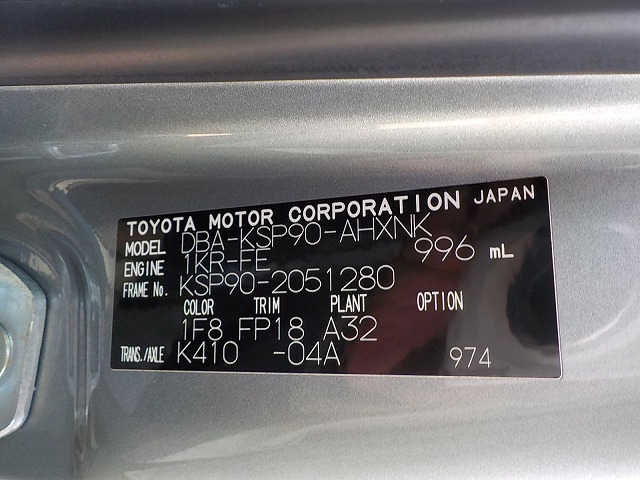 TOYOTA MOTOR CORPORATION JAPAN
MODEL DBA-KSP90-AHXNK
ENGINE 1KR-FE 996 mL
FRAME No. KSP90-2051280
COLOR TRIM PLANT OPTION
1F8 FP18 A32
TRANS./AXLE K410 -04A 974